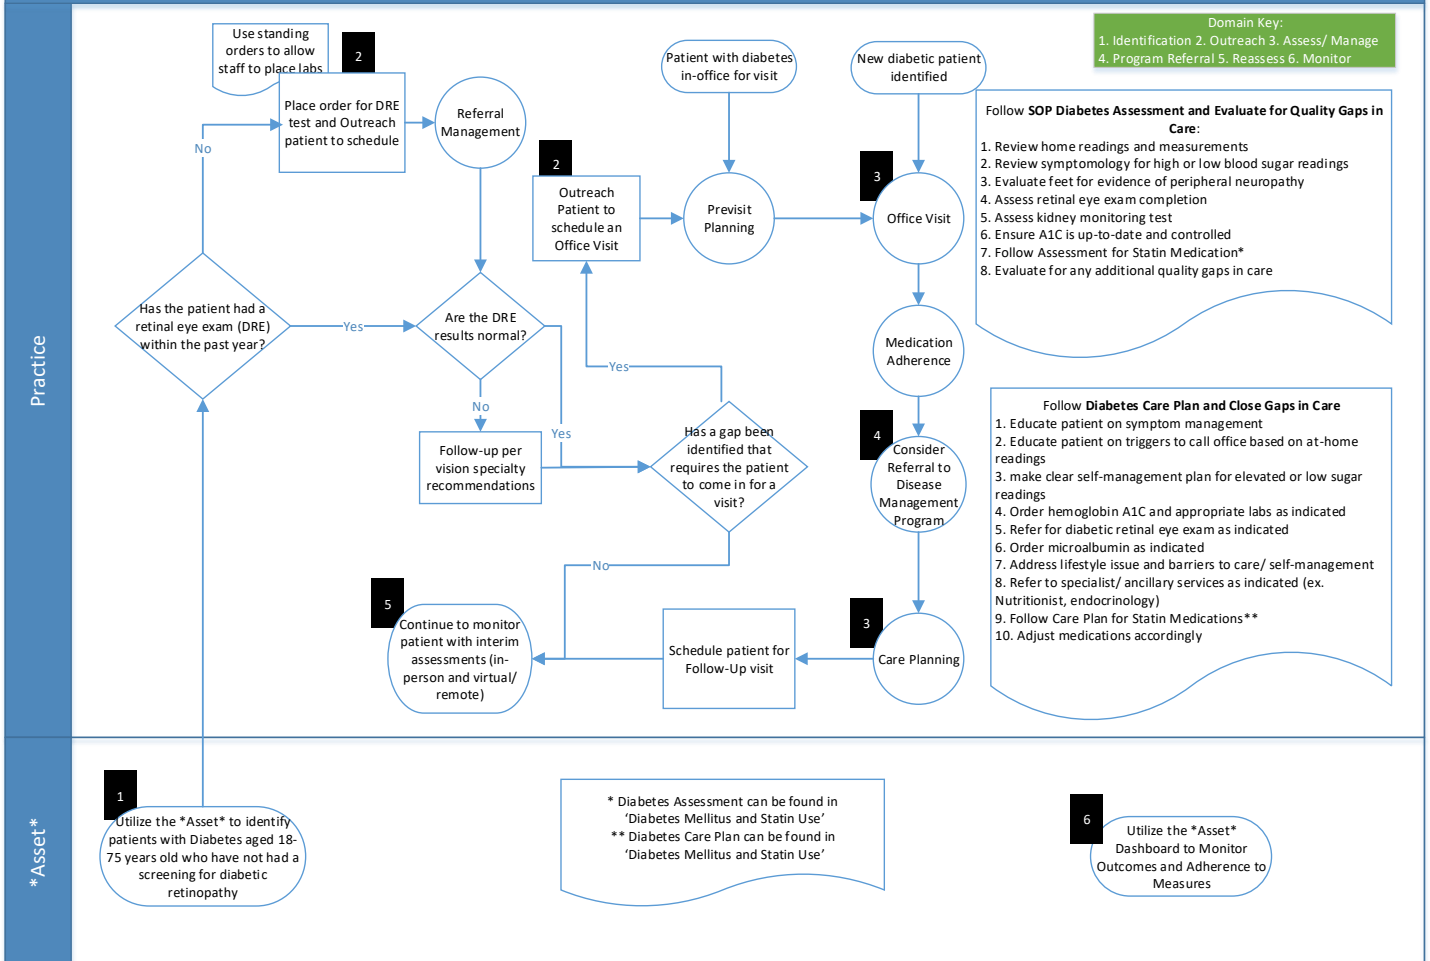 Domain Key:
1. Identification 2. Outreach 3. Assess/ Manage
4. Program Referral 5. Reassess 6. Monitor
Practice
Use standing
orders to allow
staff to place labs
2
Place order for DRE
test and Outreach
patient to schedule
Referral
Management
No
Has the patient had a
retinal eye exam (DRE)
within the past year?
Yes
Are the DRE
results normal?
No
Yes
Follow-up per
vision specialty
recommendations
Patient with diabetes
in-office for visit
New diabetic patient
identified
2
Outreach
Patient to
schedule an
Office Visit
Previsit
Planning
3
Office Visit
Yes
Has a gap been
identified that
requires the patient
to come in for a
visit?
No
Medication
Adherence
4
Consider
Referral to
Disease
Management
Program
3
Care Planning
Schedule patient for
Follow-Up visit
5
Continue to monitor
patient with interim
assessments (in-
person and virtual/
remote)
Follow SOP Diabetes Assessment and Evaluate for Quality Gaps in
Care:
1. Review home readings and measurements
2. Review symptomology for high or low blood sugar readings
3. Evaluate feet for evidence of peripheral neuropathy
4. Assess retinal eye exam completion
5. Assess kidney monitoring test
6. Ensure A1C is up-to-date and controlled
7. Follow Assessment for Statin Medication*
8. Evaluate for any additional quality gaps in care
Follow Diabetes Care Plan and Close Gaps in Care
1. Educate patient on symptom management
2. Educate patient on triggers to call office based on at-home
readings
3. make clear self-management plan for elevated or low sugar
readings
4. Order hemoglobin A1C and appropriate labs as indicated
5. Refer for diabetic retinal eye exam as indicated
6. Order microalbumin as indicated
7. Address lifestyle issue and barriers to care/ self-management
8. Refer to specialist/ ancillary services as indicated (ex.
Nutritionist, endocrinology)
9. Follow Care Plan for Statin Medications**
10. Adjust medications accordingly
*Asset*
1
Utilize the *Asset* to identify
patients with Diabetes aged 18-
75 years old who have not had a
screening for diabetic
retinopathy
* Diabetes Assessment can be found in
‘Diabetes Mellitus and Statin Use’
** Diabetes Care Plan can be found in
‘Diabetes Mellitus and Statin Use’
6
Utilize the *Asset*
Dashboard to Monitor
Outcomes and Adherence to
Measures